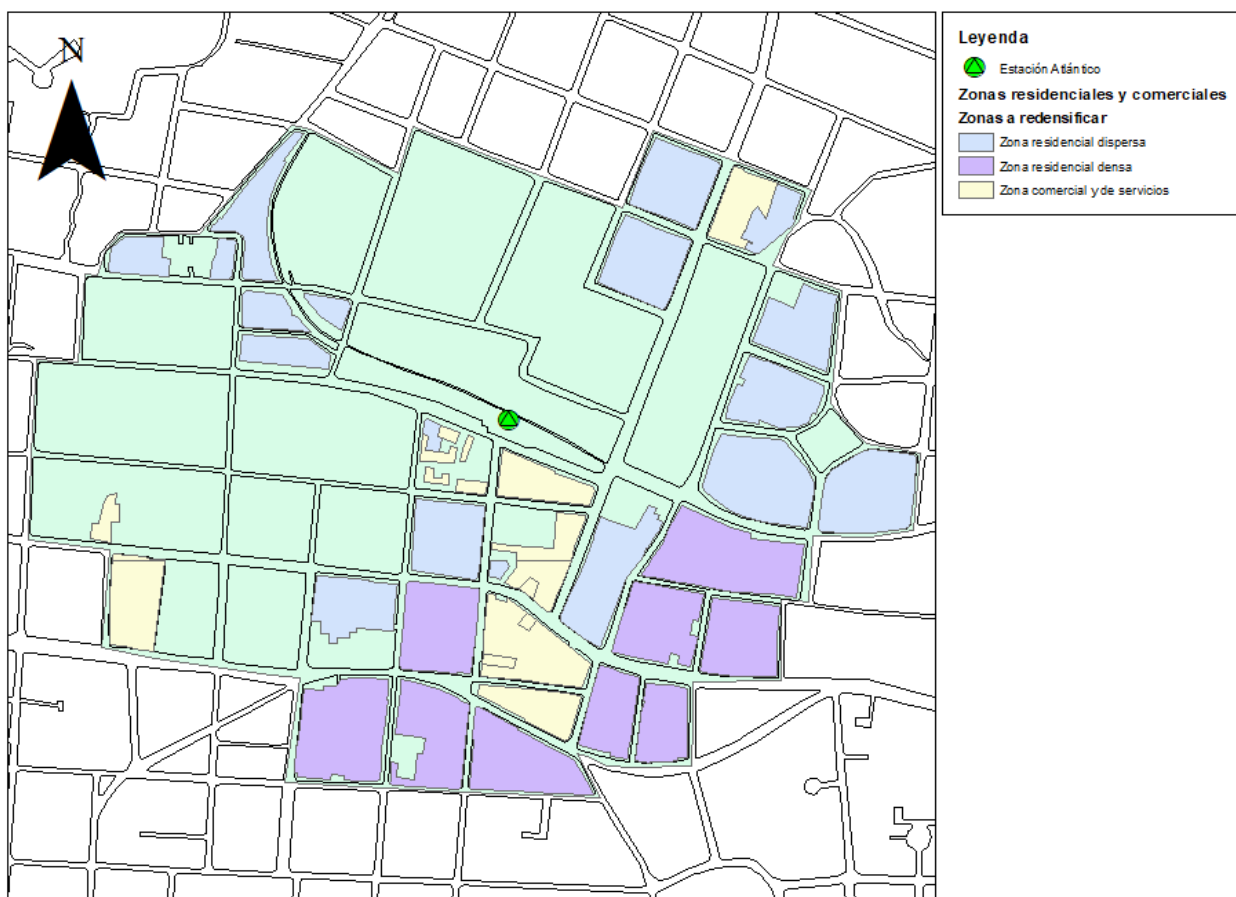 N
Leyenda
Estación Atlántico
Zonas residenciales y comerciales
Zonas a redensificar
Zona residencial dispersa
Zona residencial densa
Zona comercial y de servicios